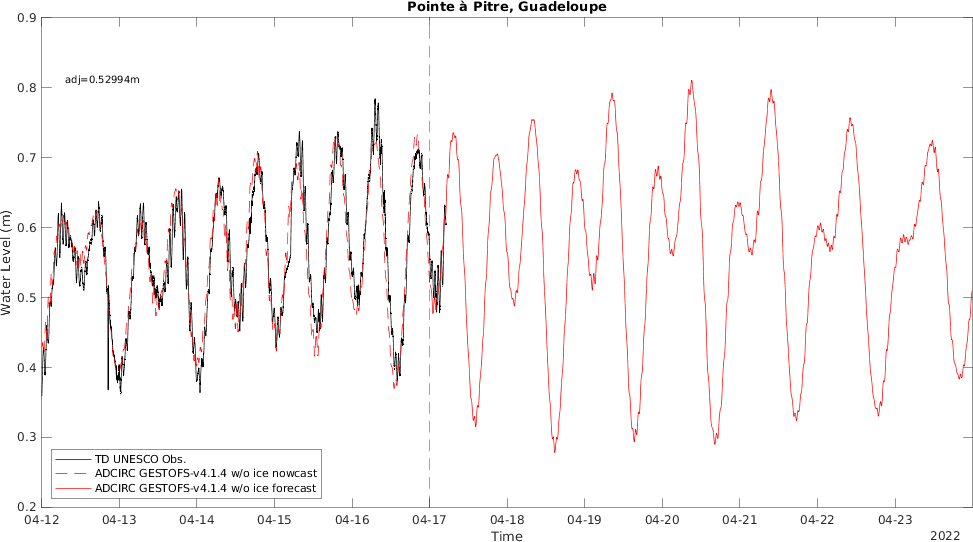 Pointe à Pitre, Guadeloupe
0.9
adj=0.52994m
0.8
0.7
0.6
0.5
0.4
0.3
0.2
Water Level (m)
TD UNESCO Obs.
ADCIRC GESTOFS-v4.1.4 w/o ice nowcast
ADCIRC GESTOFS-v4.1.4 w/o ice forecast
04-12 04-13 04-14 04-15 04-16 04-17 04-18 04-19 04-20 04-21 04-22 04-23
Time
2022